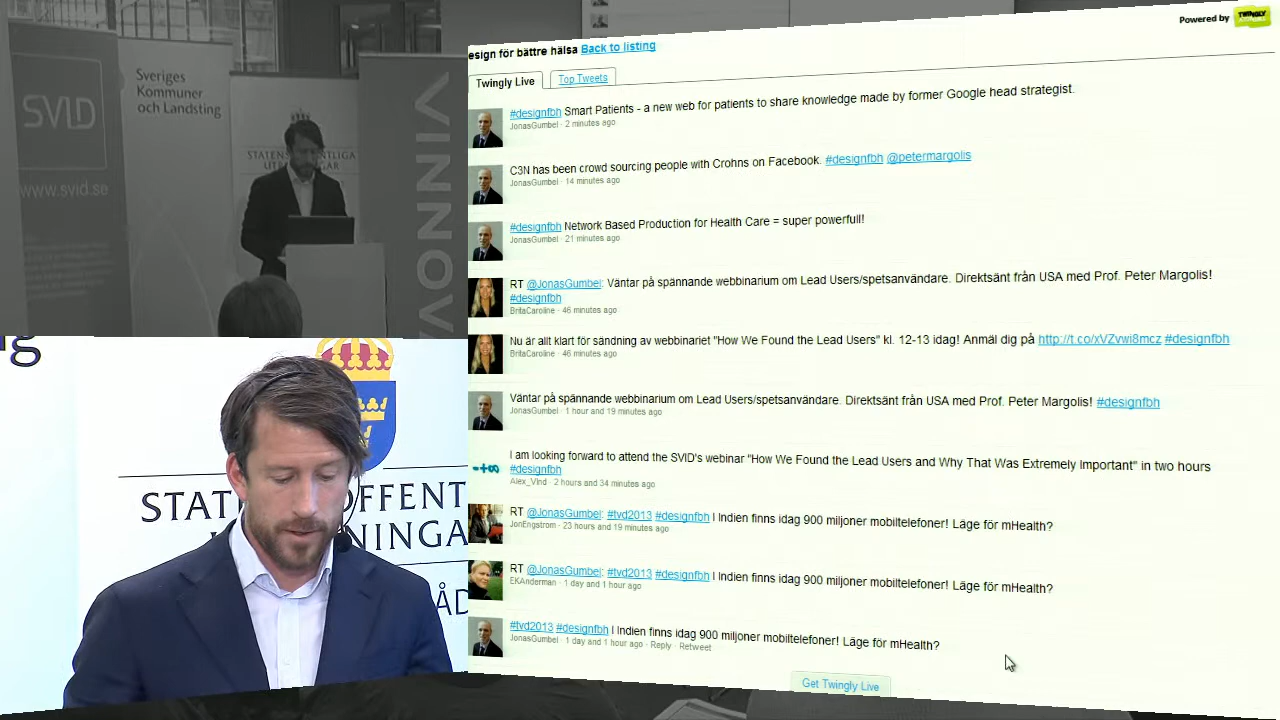 SVID
www.svid.se
Sveriges
Kommuner
och Landsting
STATENS OFFENTLIGA
UTREDNINGAR
VINNOVA
STAT
OFFENT
NINGA
ÅD
Powered by TWINGLY
esign för bättre hälsa Back to listing
Twingly Live Top Tweets
#designfbh Smart Patients - a new web for patients to share knowledge made by former Google head strategist.
JonasGumbel · 2 minutes ago
C3N has been crowd sourcing people with Crohns on Facebook. #designfbh @petermargolis
JonasGumbel · 14 minutes ago
#designfbh Network Based Production for Health Care = super powerfull!
JonasGumbel · 21 minutes ago
RT @JonasGumbel: Väntar på spännande webbinarium om Lead Users/spetsanvändare. Direktsänt från USA med Prof. Peter Margolis!
#designfbh
BritaCaroline · 46 minutes ago
Nu är allt klart för sändning av webbinariet "How We Found the Lead Users" kl. 12-13 idag! Anmäl dig på http://t.co/xVZvwi8mcz #designfbh
BritaCaroline · 46 minutes ago
Väntar på spännande webbinarium om Lead Users/spetsanvändare. Direktsänt från USA med Prof. Peter Margolis! #designfbh
JonasGumbel · 1 hour and 19 minutes ago
I am looking forward to attend the SVID's webinar "How We Found the Lead Users and Why That Was Extremely Important" in two hours
#designfbh
Alex_Vind · 2 hours and 34 minutes ago
RT @JonasGumbel: #tvd2013 #designfbh I Indien finns idag 900 miljoner mobiltelefoner! Läge för mHealth?
JonEngstrom · 23 hours and 19 minutes ago
RT @JonasGumbel: #tvd2013 #designfbh I Indien finns idag 900 miljoner mobiltelefoner! Läge för mHealth?
EKAnderman · 1 day and 1 hour ago
#tvd2013 #designfbh I Indien finns idag 900 miljoner mobiltelefoner! Läge för mHealth?
JonasGumbel · 1 day and 1 hour ago · Reply · Retweet
Get Twingly Live